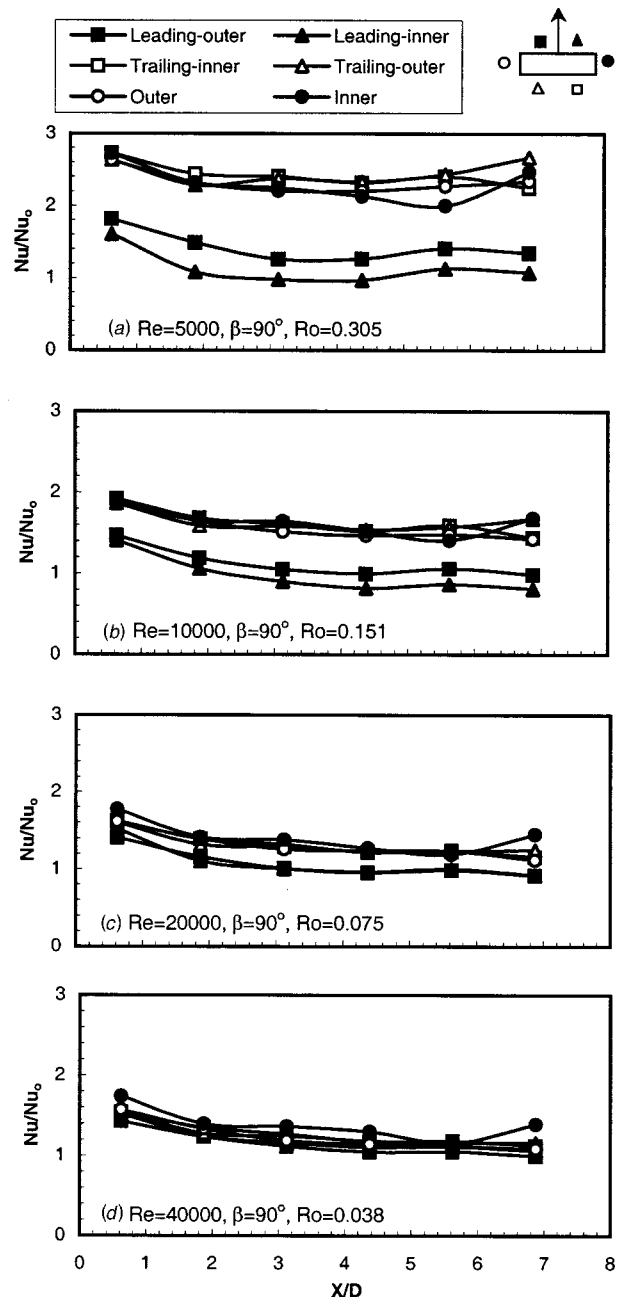 Leading-outer Leading-inner
Trailing-inner Trailing-outer
Outer Inner
3
2
1
0
Nu/Nuo
(a) Re=5000, β=90°, Ro=0.305
3
2
1
0
Nu/Nuo
(b) Re=10000, β=90°, Ro=0.151
3
2
1
0
Nu/Nuo
(c) Re=20000, β=90°, Ro=0.075
3
2
1
0
Nu/Nuo
(d) Re=40000, β=90°, Ro=0.038
0 1 2 3 4 5 6 7 8
X/D